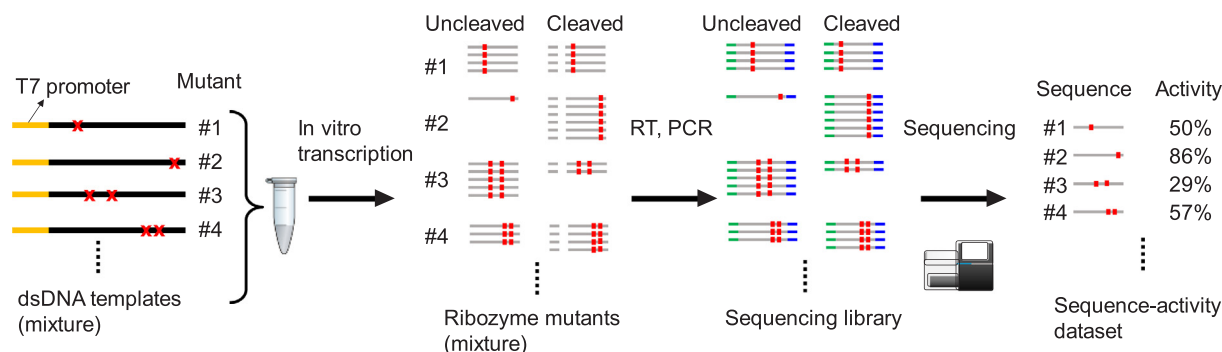 T7 promoter
Mutant
#1
#2
#3
#4
dsDNA templates
(mixture)
In vitro
transcription
Uncleaved Cleaved
#1
#2
#3
#4
Ribozyme mutants
(mixture)
RT, PCR
Uncleaved Cleaved
Sequencing library
Sequencing
Sequence Activity
#1 50%
#2 86%
#3 29%
#4 57%
Sequence-activity
dataset